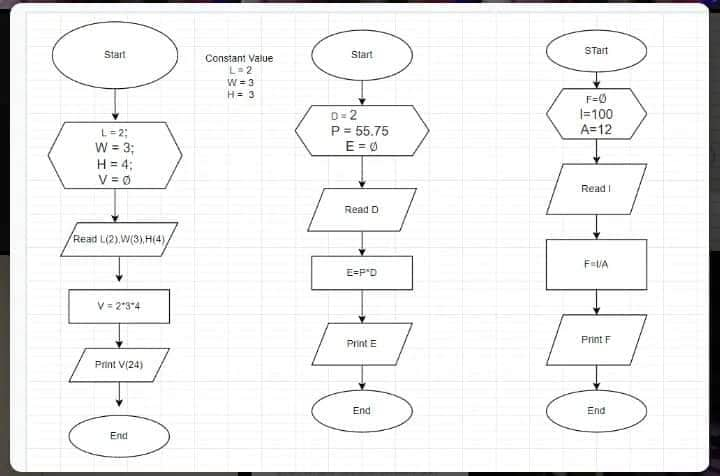 Start
L = 2;
W = 3;
H = 4;
V = Ø
Read L(2),W(3),H(4)
V = 2*3*4
Print V(24)
End
Constant Value
L = 2
W = 3
H = 3
Start
D = 2
P = 55.75
E = Ø
Read D
E=P*D
Print E
End
STart
F=Ø
I=100
A=12
Read I
F=I/A
Print F
End